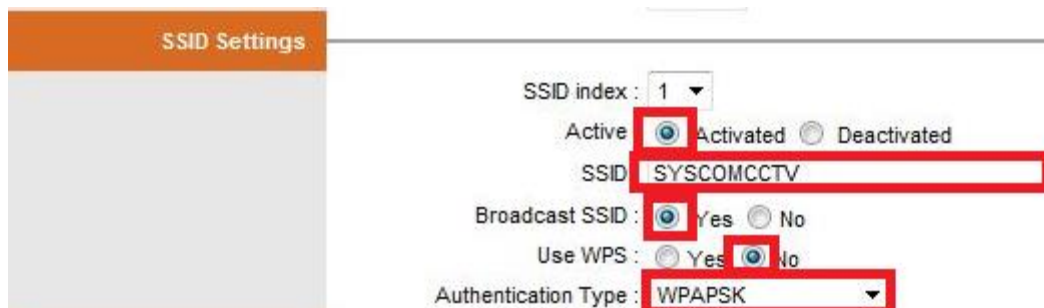 SSID Settings
SSID index : 1
Active Activated Deactivated
SSID SYSCOMCCTV
Broadcast SSID : Yes No
Use WPS : Yes No
Authentication Type : WPAPSK